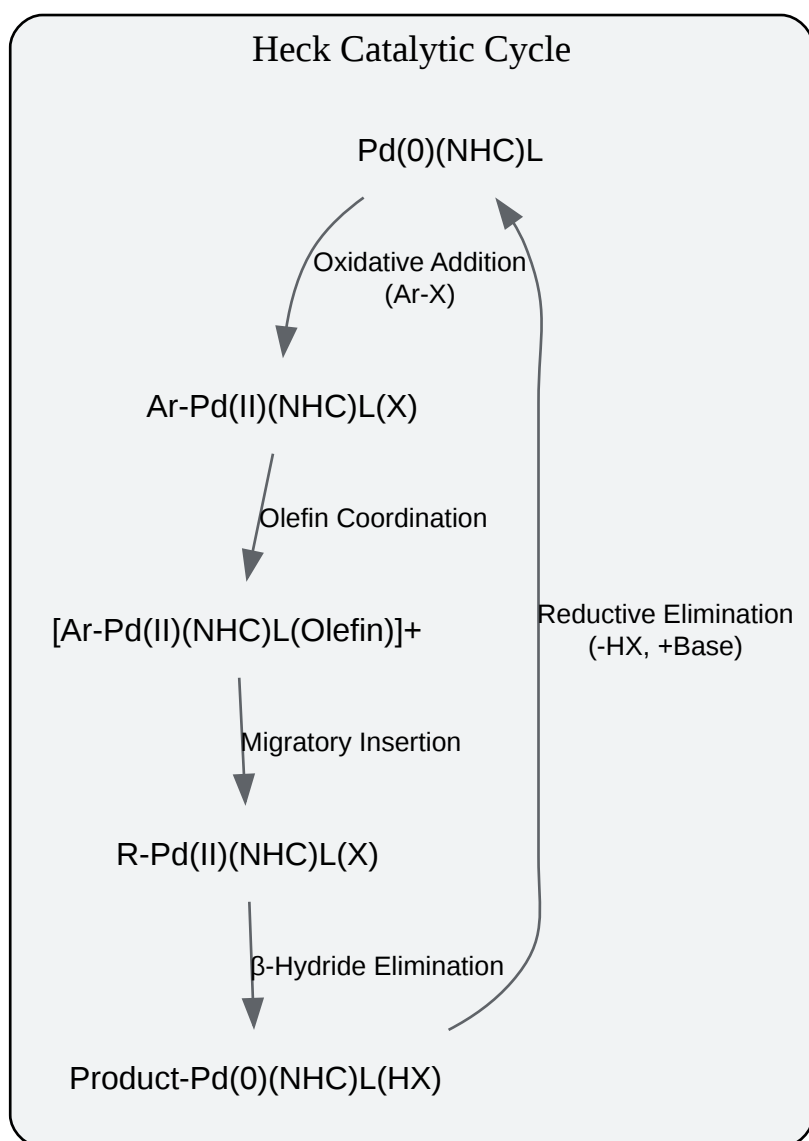 Heck Catalytic Cycle
Pd(0)(NHC)L
Oxidative Addition
(Ar-X)
Ar-Pd(II)(NHC)L(X)
Olefin Coordination
[Ar-Pd(II)(NHC)L(Olefin)]+
Reductive Elimination
(-HX, +Base)
Migratory Insertion
R-Pd(II)(NHC)L(X)
β-Hydride Elimination
Product-Pd(0)(NHC)L(HX)